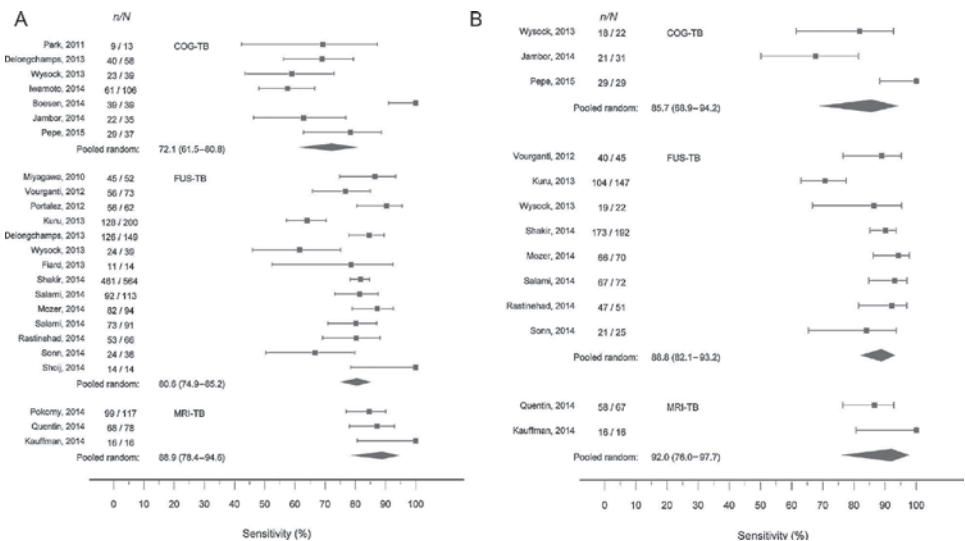 A
n/N
Park, 2011 9 / 13 COG-TB
Delongchamps, 2013 40 / 58
Wysock, 2013 23 / 39
Iwamoto, 2014 61 / 106
Boesen, 2014 39 / 39
Jambor, 2014 22 / 35
Pepe, 2015 29 / 37
Pooled random: 72.1 (61.5–80.8)
Miyagawa, 2010 45 / 52 FUS-TB
Vourganti, 2012 56 / 73
Portalez, 2012 56 / 62
Kuru, 2013 128 / 200
Delongchamps, 2013 126 / 149
Wysock, 2013 24 / 39
Fiard, 2013 11 / 14
Shakir, 2014 461 / 564
Salami, 2014 92 / 113
Mozer, 2014 82 / 94
Salami, 2014 73 / 91
Rastinehad, 2014 53 / 66
Sonn, 2014 24 / 36
Shoij, 2014 14 / 14
Pooled random: 80.6 (74.9–85.2)
Pokorny, 2014 99 / 117 MRI-TB
Quentin, 2014 68 / 78
Kauffman, 2014 16 / 16
Pooled random: 88.9 (78.4–94.6)
0 20 40 60 80 100
Sensitivity (%)
B
n/N
Wysock, 2013 18 / 22 COG-TB
Jambor, 2014 21 / 31
Pepe, 2015 29 / 29
Pooled random: 85.7 (68.9–94.2)
Vourganti, 2012 40 / 45 FUS-TB
Kuru, 2013 104 / 147
Wysock, 2013 19 / 22
Shakir, 2014 173 / 192
Mozer, 2014 66 / 70
Salami, 2014 67 / 72
Rastinehad, 2014 47 / 51
Sonn, 2014 21 / 25
Pooled random: 88.8 (82.1–93.2)
Quentin, 2014 58 / 67 MRI-TB
Kauffman, 2014 16 / 16
Pooled random: 92.0 (76.0–97.7)
0 20 40 60 80 100
Sensitivity (%)